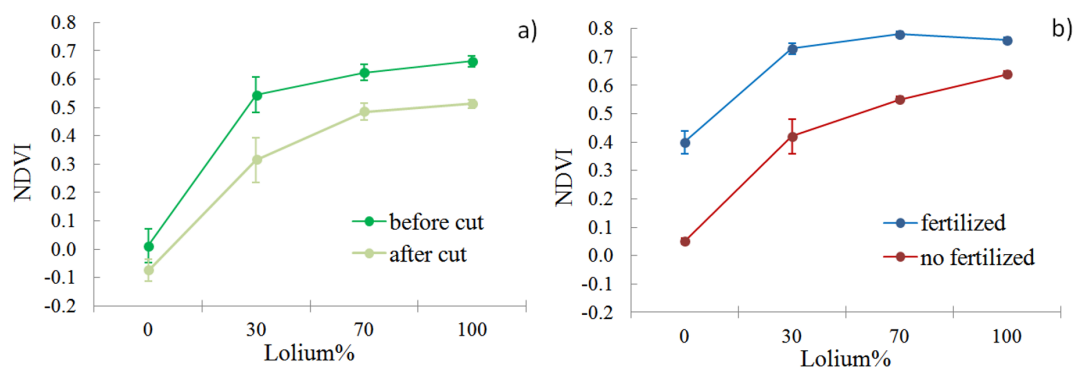 a)
NDVI
0.8
0.7
0.6
0.5
0.4
0.3
0.2
0.1
0.0
-0.1
-0.2
before cut
after cut
0 30 70 100
Lolium%
b)
NDVI
0.8
0.7
0.6
0.5
0.4
0.3
0.2
0.1
0.0
-0.1
-0.2
fertilized
no fertilized
0 30 70 100
Lolium%